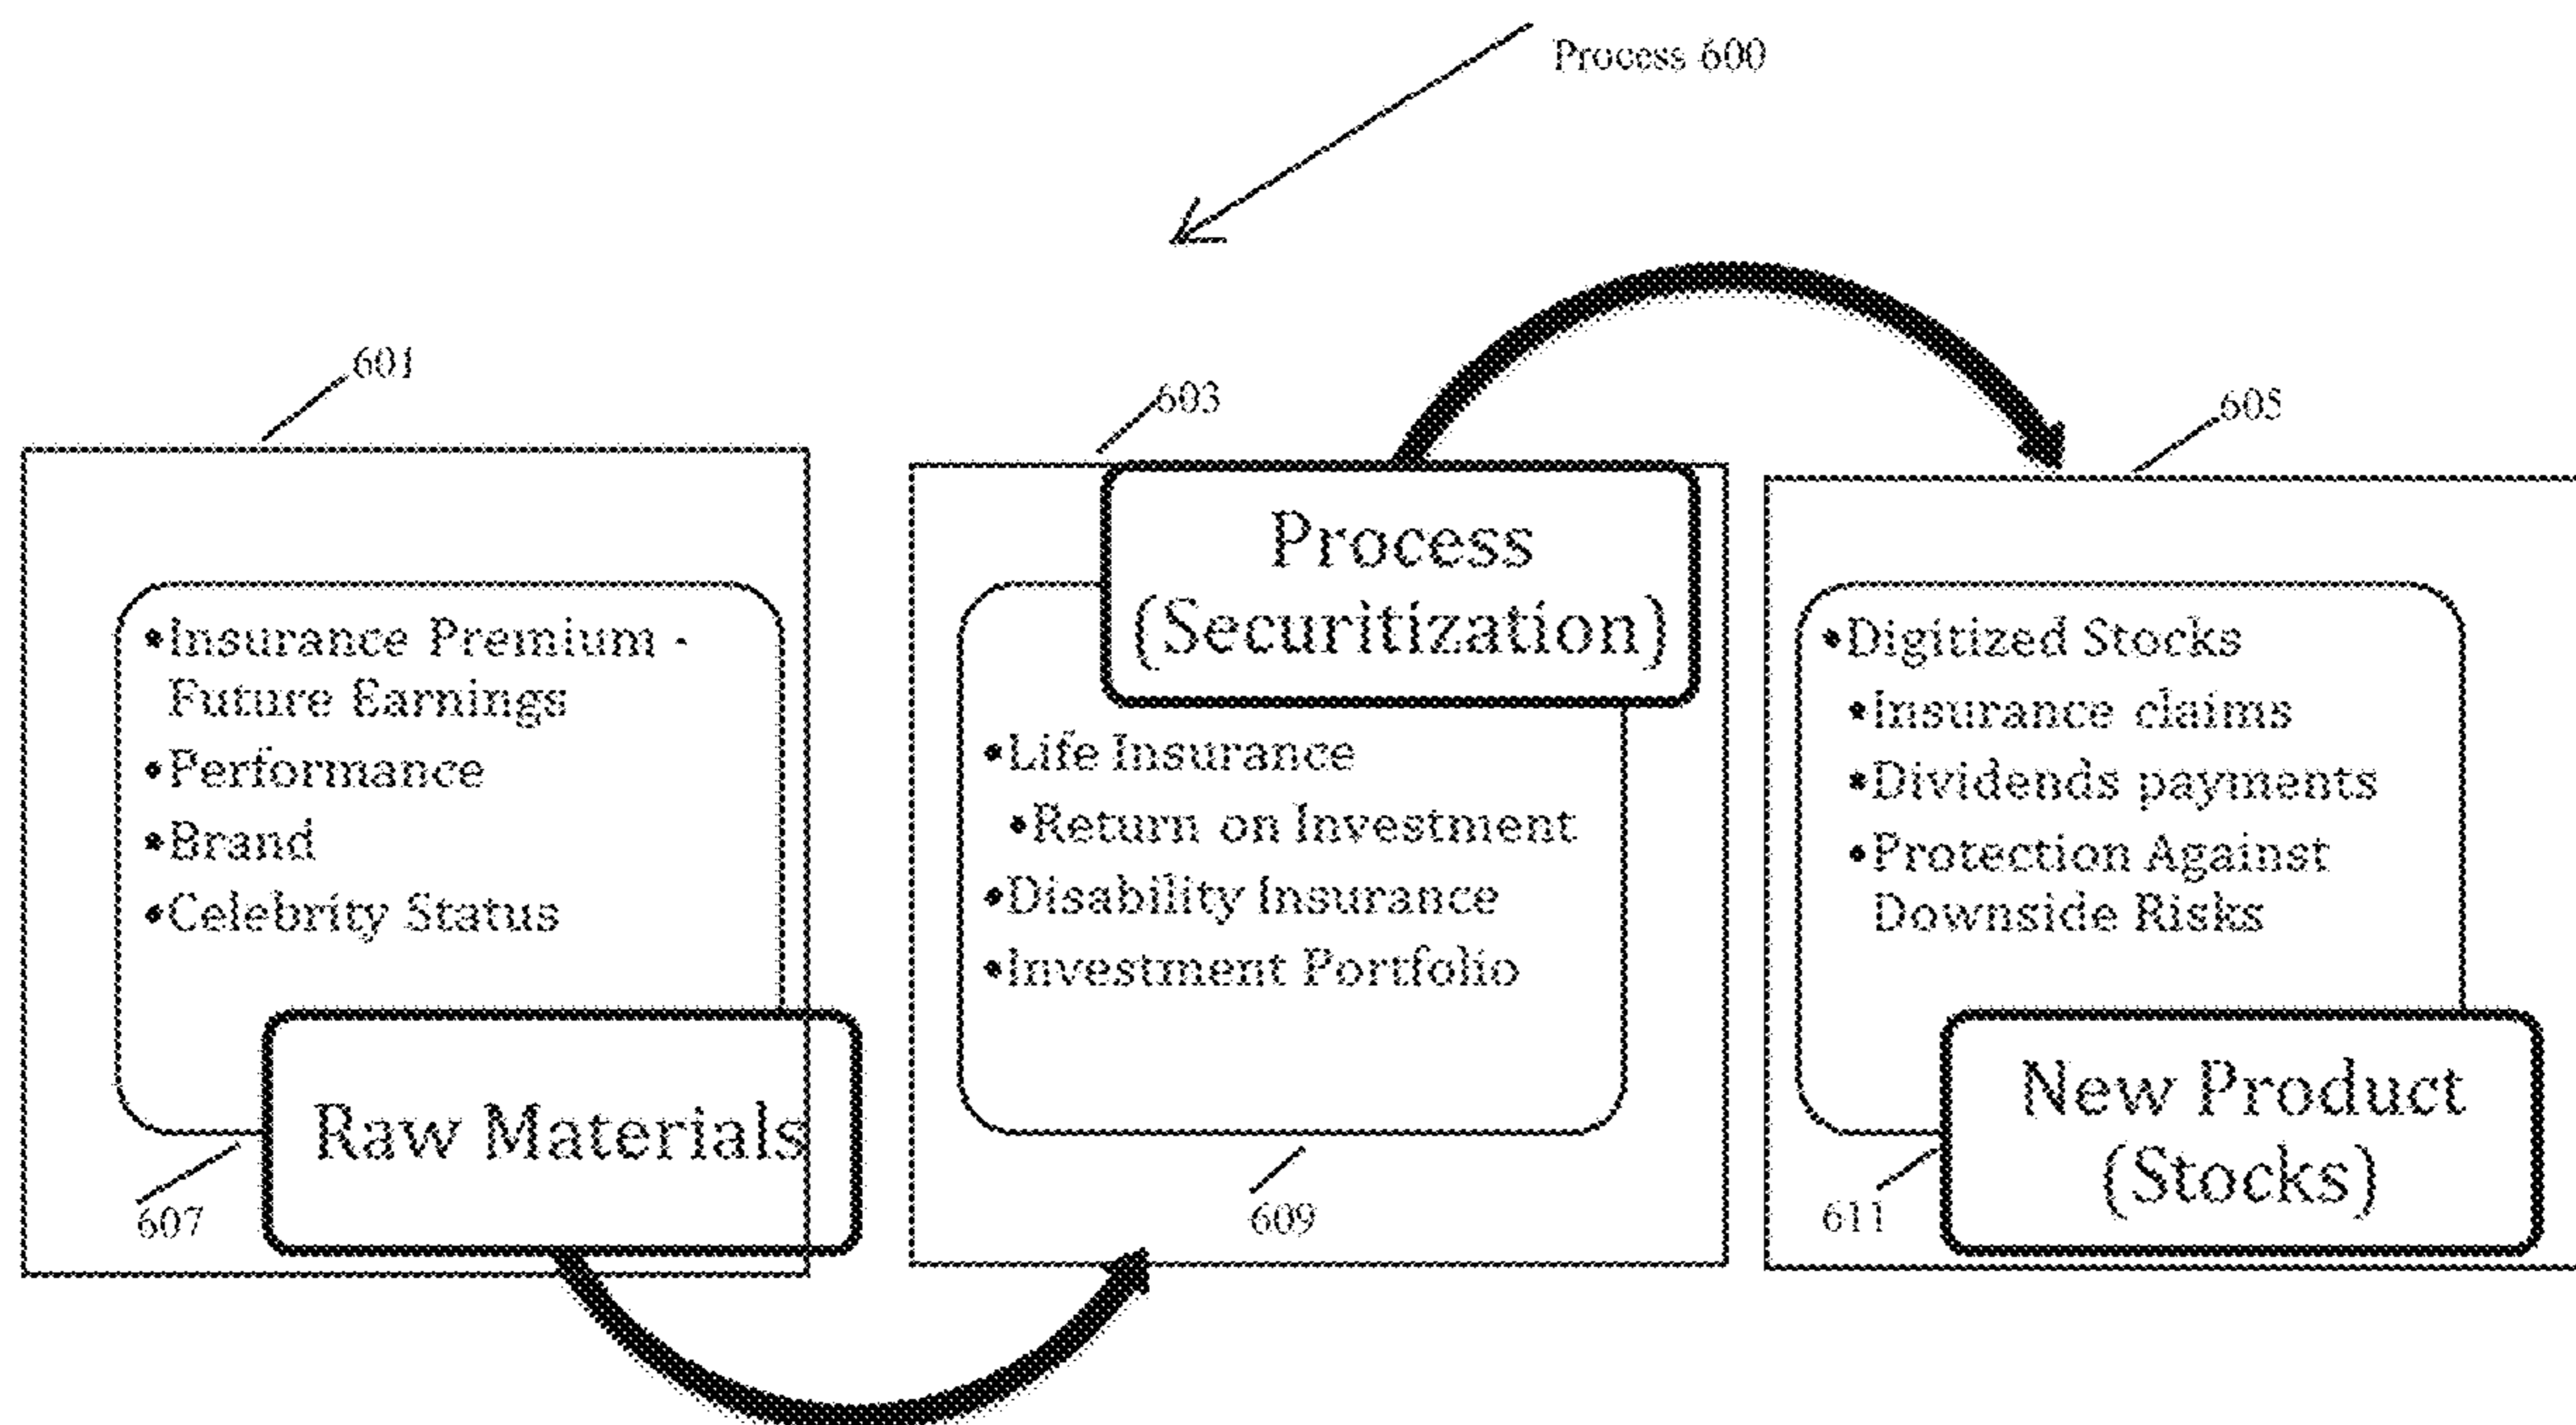 Process 600
601
603
605
•Insurance Premium -
Future Earnings
•Performance
•Brand
•Celebrity Status
Raw Materials
607
Process
(Securitization)
•Life Insurance
•Return on Investment
•Disability Insurance
•Investment Portfolio
609
•Digitized Stocks
•Insurance claims
•Dividends payments
•Protection Against
Downside Risks
New Product
(Stocks)
611